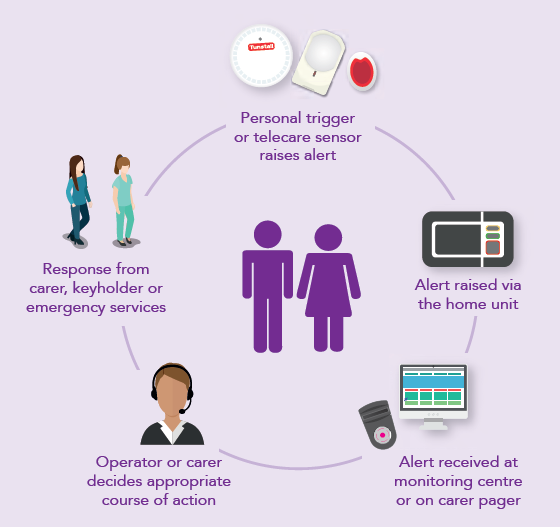 Tunstall
Personal trigger
or telecare sensor
raises alert
Alert raised via
the home unit
Alert received at
monitoring centre
or on carer pager
Operator or carer
decides appropriate
course of action
Response from
carer, keyholder or
emergency services